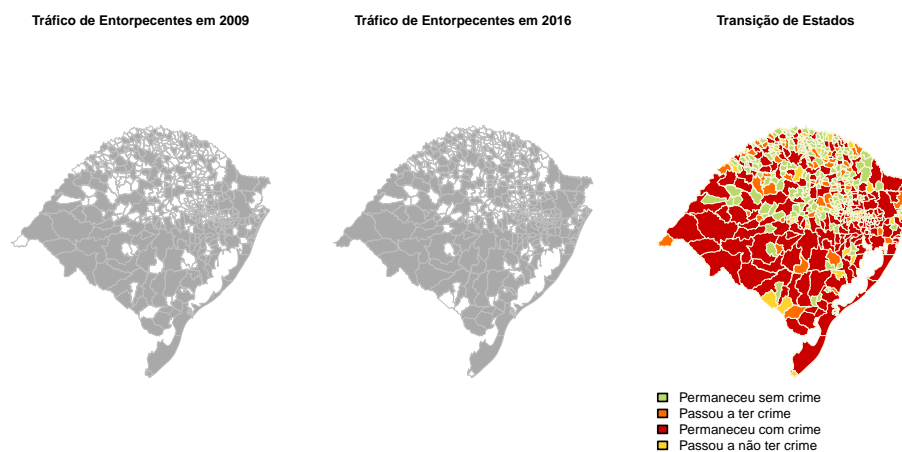 Tráfico de Entorpecentes em 2009
Tráfico de Entorpecentes em 2016
Transição de Estados
Permaneceu sem crime
Passou a ter crime
Permaneceu com crime
Passou a não ter crime